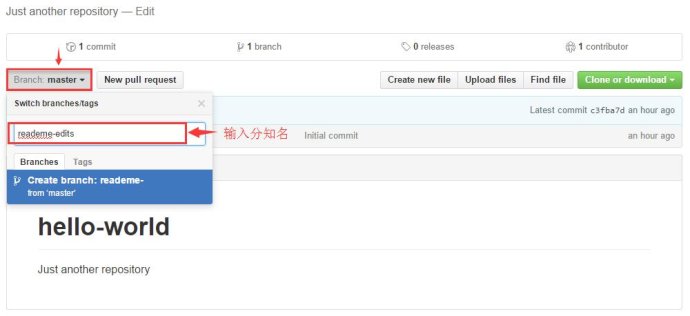 Just another repository — Edit
1 commit
1 branch
0 releases
1 contributor
Branch: master
New pull request
Create new file
Upload files
Find file
Clone or download
Switch branches/tags
Latest commit c3fba7d an hour ago
reademe-edits
输入分知名
Initial commit
an hour ago
Branches
Tags
Create branch: reademe-
from 'master'
hello-world
Just another repository